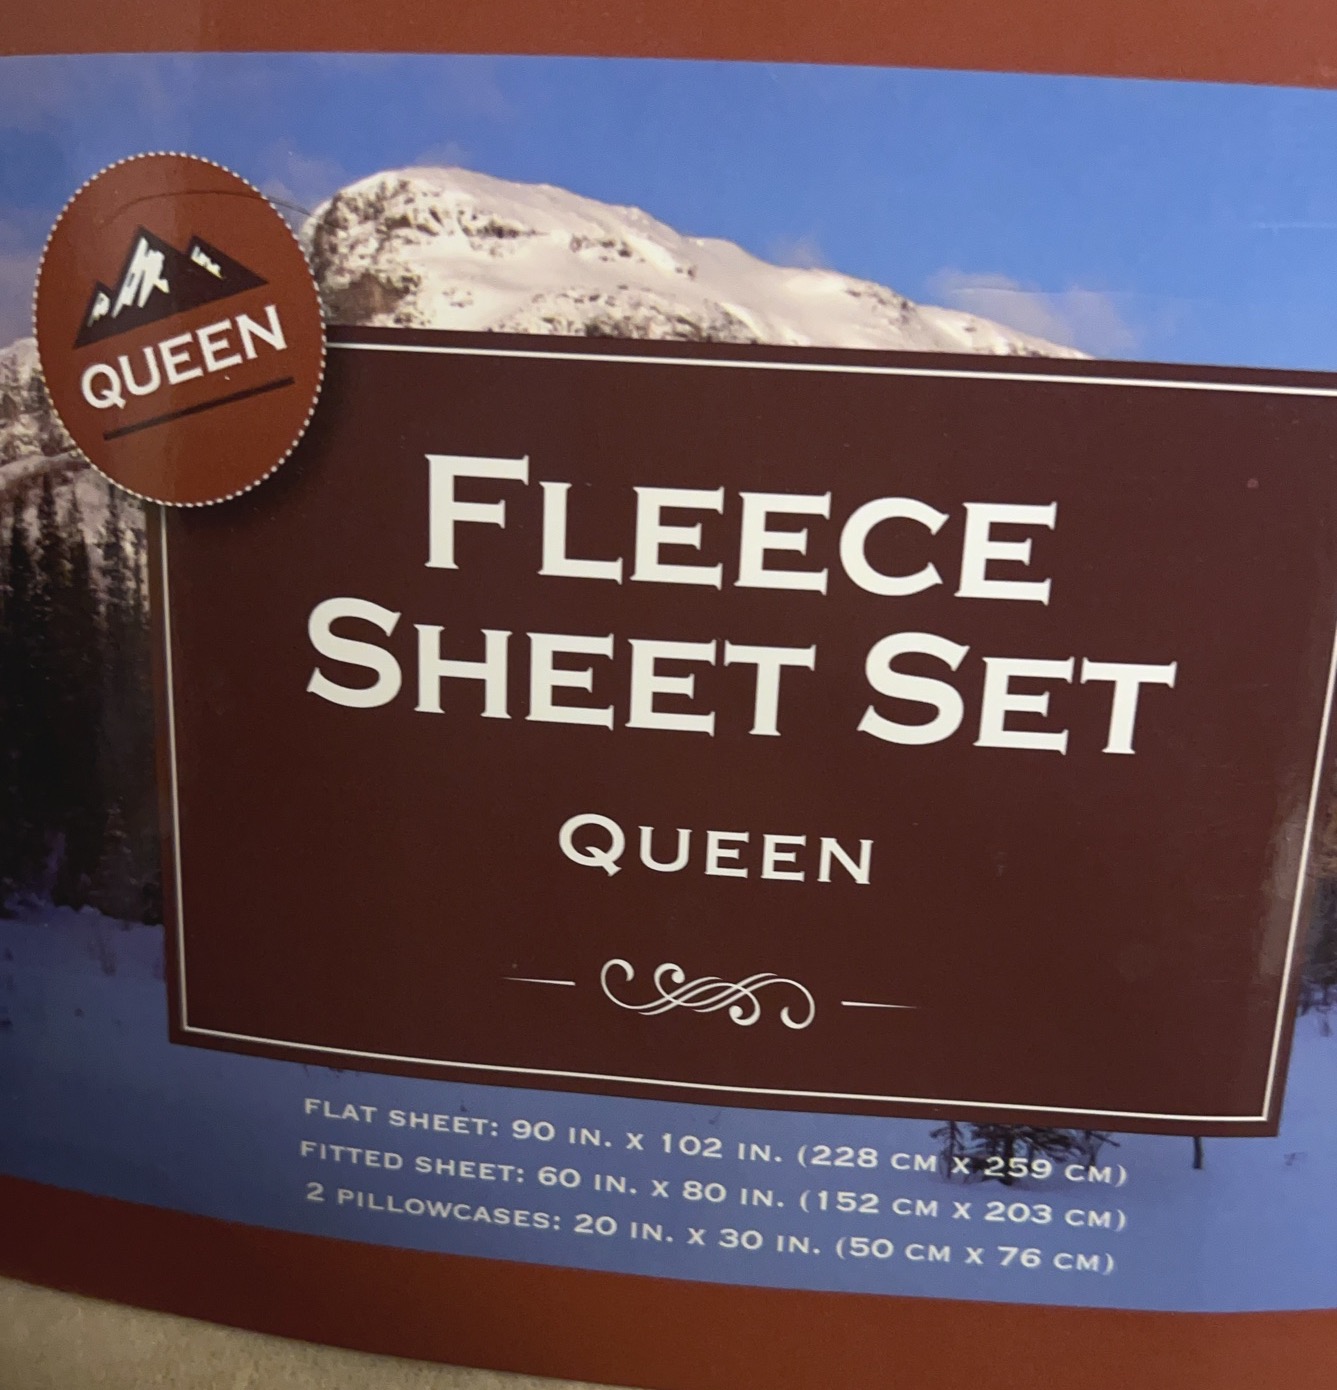 QUEEN
FLEECE
SHEET SET
QUEEN
FLAT SHEET: 90 IN. X 102 IN. (228 CM X 259 CM)
FITTED SHEET: 60 IN. X 80 IN. (152 CM X 203 CM)
2 PILLOWCASES: 20 IN. X 30 IN. (50 CM X 76 CM)